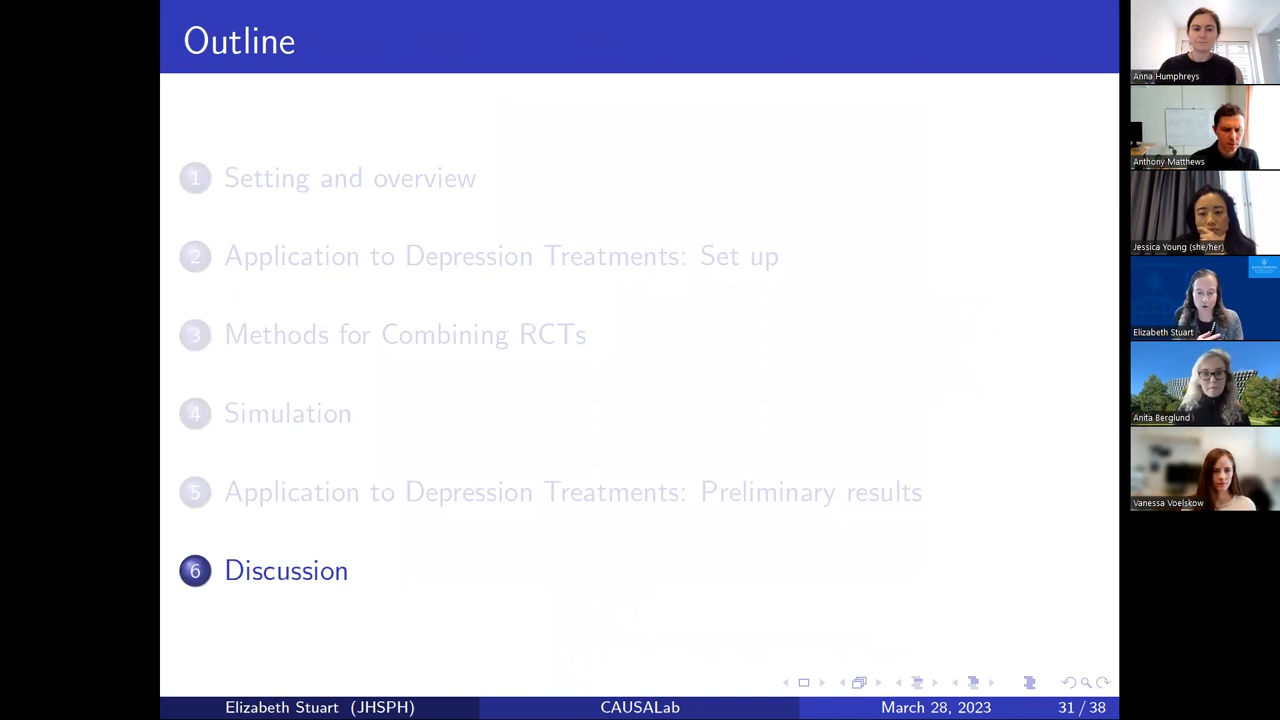 Outline
1 Setting and overview
2 Application to Depression Treatments: Set up
3 Methods for Combining RCTs
4 Simulation
5 Application to Depression Treatments: Preliminary results
6 Discussion
Elizabeth Stuart (JHSPH) CAUSALab March 28, 2023 31 / 38
Anna Humphreys
Anthony Matthews
Jessica Young (she/her)
Elizabeth Stuart
Anita Berglund
Vanessa Voelskow